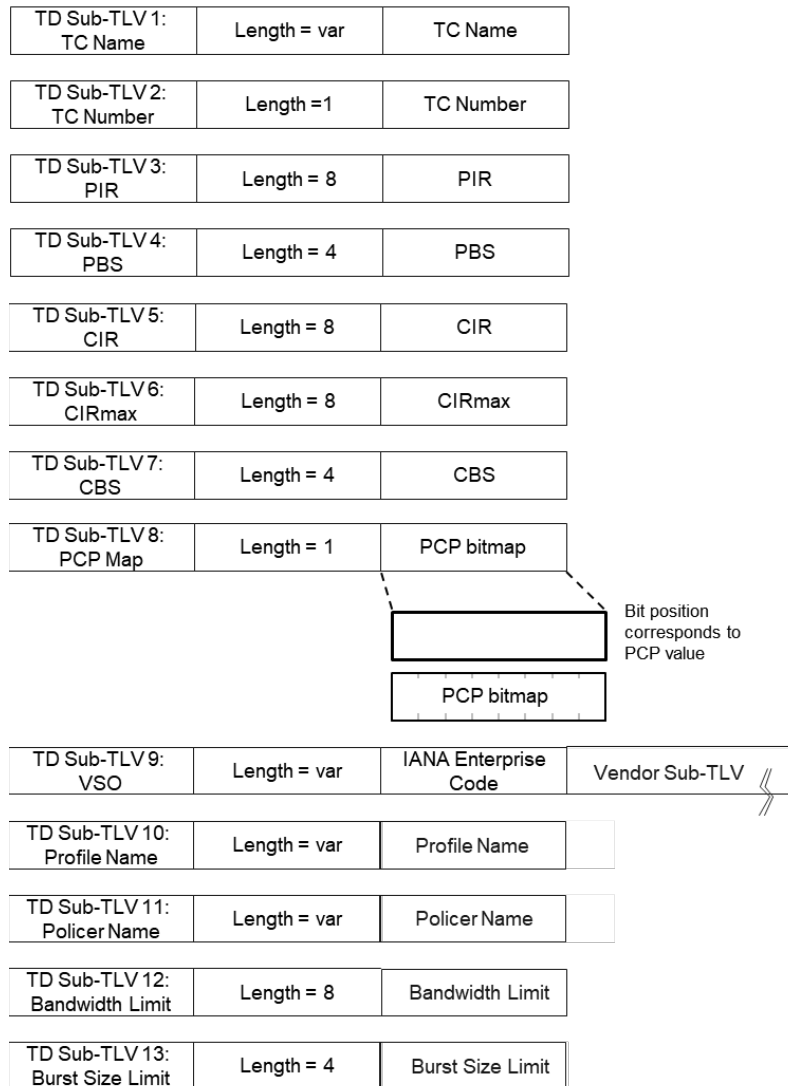 TD Sub-TLV 1:
TC Name
Length = var
TC Name
TD Sub-TLV 2:
TC Number
Length =1
TC Number
TD Sub-TLV 3:
PIR
Length = 8
PIR
TD Sub-TLV 4:
PBS
Length = 4
PBS
TD Sub-TLV 5:
CIR
Length = 8
CIR
TD Sub-TLV 6:
CIRmax
Length = 8
CIRmax
TD Sub-TLV 7:
CBS
Length = 4
CBS
TD Sub-TLV 8:
PCP Map
Length = 1
PCP bitmap
Bit position
corresponds to
PCP value
PCP bitmap
TD Sub-TLV 9:
VSO
Length = var
IANA Enterprise
Code
Vendor Sub-TLV
TD Sub-TLV 10:
Profile Name
Length = var
Profile Name
TD Sub-TLV 11:
Policer Name
Length = var
Policer Name
TD Sub-TLV 12:
Bandwidth Limit
Length = 8
Bandwidth Limit
TD Sub-TLV 13:
Burst Size Limit
Length = 4
Burst Size Limit